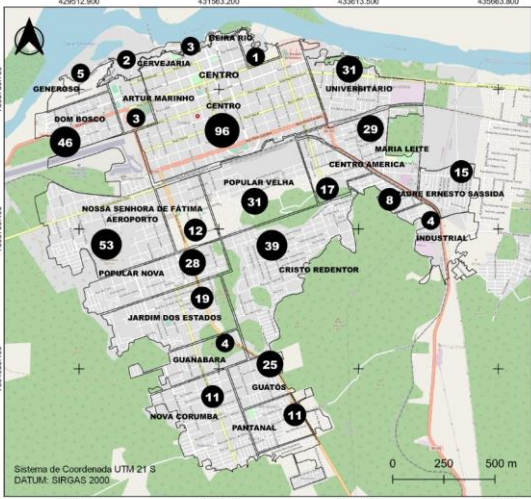 429512.900 431563.200 433613.500 435663.800
BEIRA RIO
3
1
2
CERVEJARIA
5
GENEROSO
CENTRO
31
UNIVERSITÁRIO
ARTUR MARINHO
CENTRO
3
DOM BOSCO
96
29
46
MARIA LEITE
CENTRO AMERICA
15
POPULAR VELHA
17
ADRE ERNESTO SASSIDA
31
8
NOSSA SENHORA DE FÁTIMA
AEROPORTO
12
4
53
39
INDUSTRIAL
28
POPULAR NOVA
CRISTO REDENTOR
19
JARDIM DOS ESTADOS
4
GUANABARA
25
GUATÓS
11
NOVA CORUMBA
11
PANTANAL
Sistema de Coordenada UTM 21 S
DATUM: SIRGAS 2000
0 250 500 m